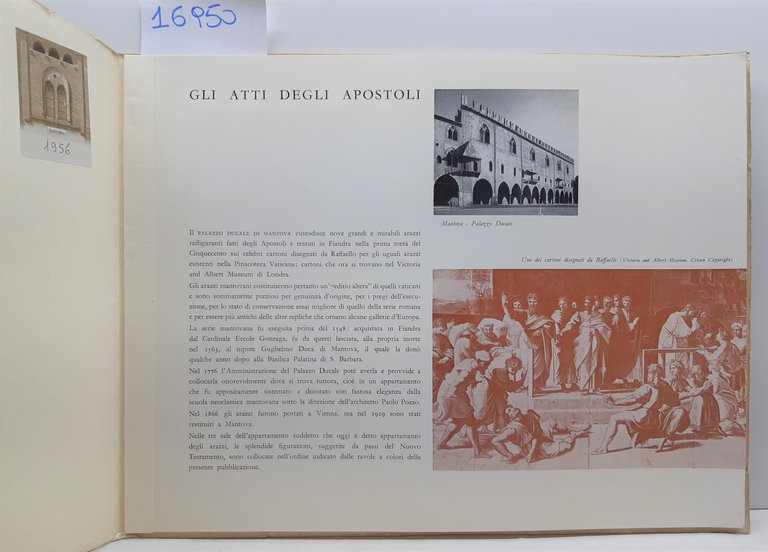 16950
1956
GLI ATTI DEGLI APOSTOLI
Mantova – Palazzo Ducale
Uno dei cartoni disegnati da Raffaello (Victoria and Albert Museum. Crown Copyright)
Il PALAZZO DUCALE DI MANTOVA custodisce nove grandi e mirabili arazzi
raffiguranti fatti degli Apostoli e tessuti in Fiandra nella prima metà del
Cinquecento sui celebri cartoni disegnati da Raffaello per gli uguali arazzi
esistenti nella Pinacoteca Vaticana: cartoni che ora si trovano nel Victoria
and Albert Museum di Londra.
Gli arazzi mantovani costituiscono pertanto un'"editio altera" di quelli vaticani
e sono sommamente preziosi per genuinità d'origine, per i pregi dell'esecu-
zione, per lo stato di conservazione assai migliore di quello della serie romana
e per essere più antichi delle altre repliche che ornano alcune gallerie d'Europa.
La serie mantovana fu eseguita prima del 1548: acquistata in Fiandra
dal Cardinale Ercole Gonzaga, fu da questi lasciata, alla propria morte
nel 1563, al nipote Guglielmo Duca di Mantova, il quale la donò
qualche anno dopo alla Basilica Palatina di S. Barbara.
Nel 1776 l'Amministrazione del Palazzo Ducale potè averla e provvide a
collocarla onorevolmente dove si trova tuttora, cioè in un appartamento
che fu appositamente sistemato e decorato con fastosa eleganza dalla
scuola neoclassica mantovana sotto la direzione dell'architetto Paolo Pozzo.
Nel 1866 gli arazzi furono portati a Vienna, ma nel 1919 sono stati
restituiti a Mantova.
Nelle tre sale dell'appartamento suddetto che oggi è detto appartamento
degli arazzi, le splendide figurazioni, suggerite da passi del Nuovo
Testamento, sono collocate nell'ordine indicato dalle tavole a colori della
presente pubblicazione.